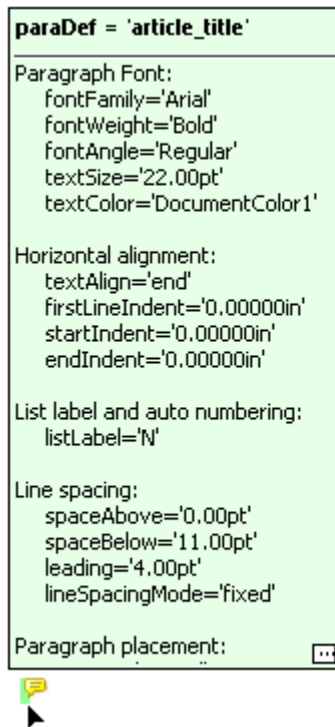 paraDef = 'article_title'
Paragraph Font:
fontFamily='Arial'
fontWeight='Bold'
fontAngle='Regular'
textSize='22.00pt'
textColor='DocumentColor1'
Horizontal alignment:
textAlign='end'
firstLineIndent='0.00000in'
startIndent='0.00000in'
endIndent='0.00000in'
List label and auto numbering:
listLabel='N'
Line spacing:
spaceAbove='0.00pt'
spaceBelow='11.00pt'
leading='4.00pt'
lineSpacingMode='fixed'
Paragraph placement: